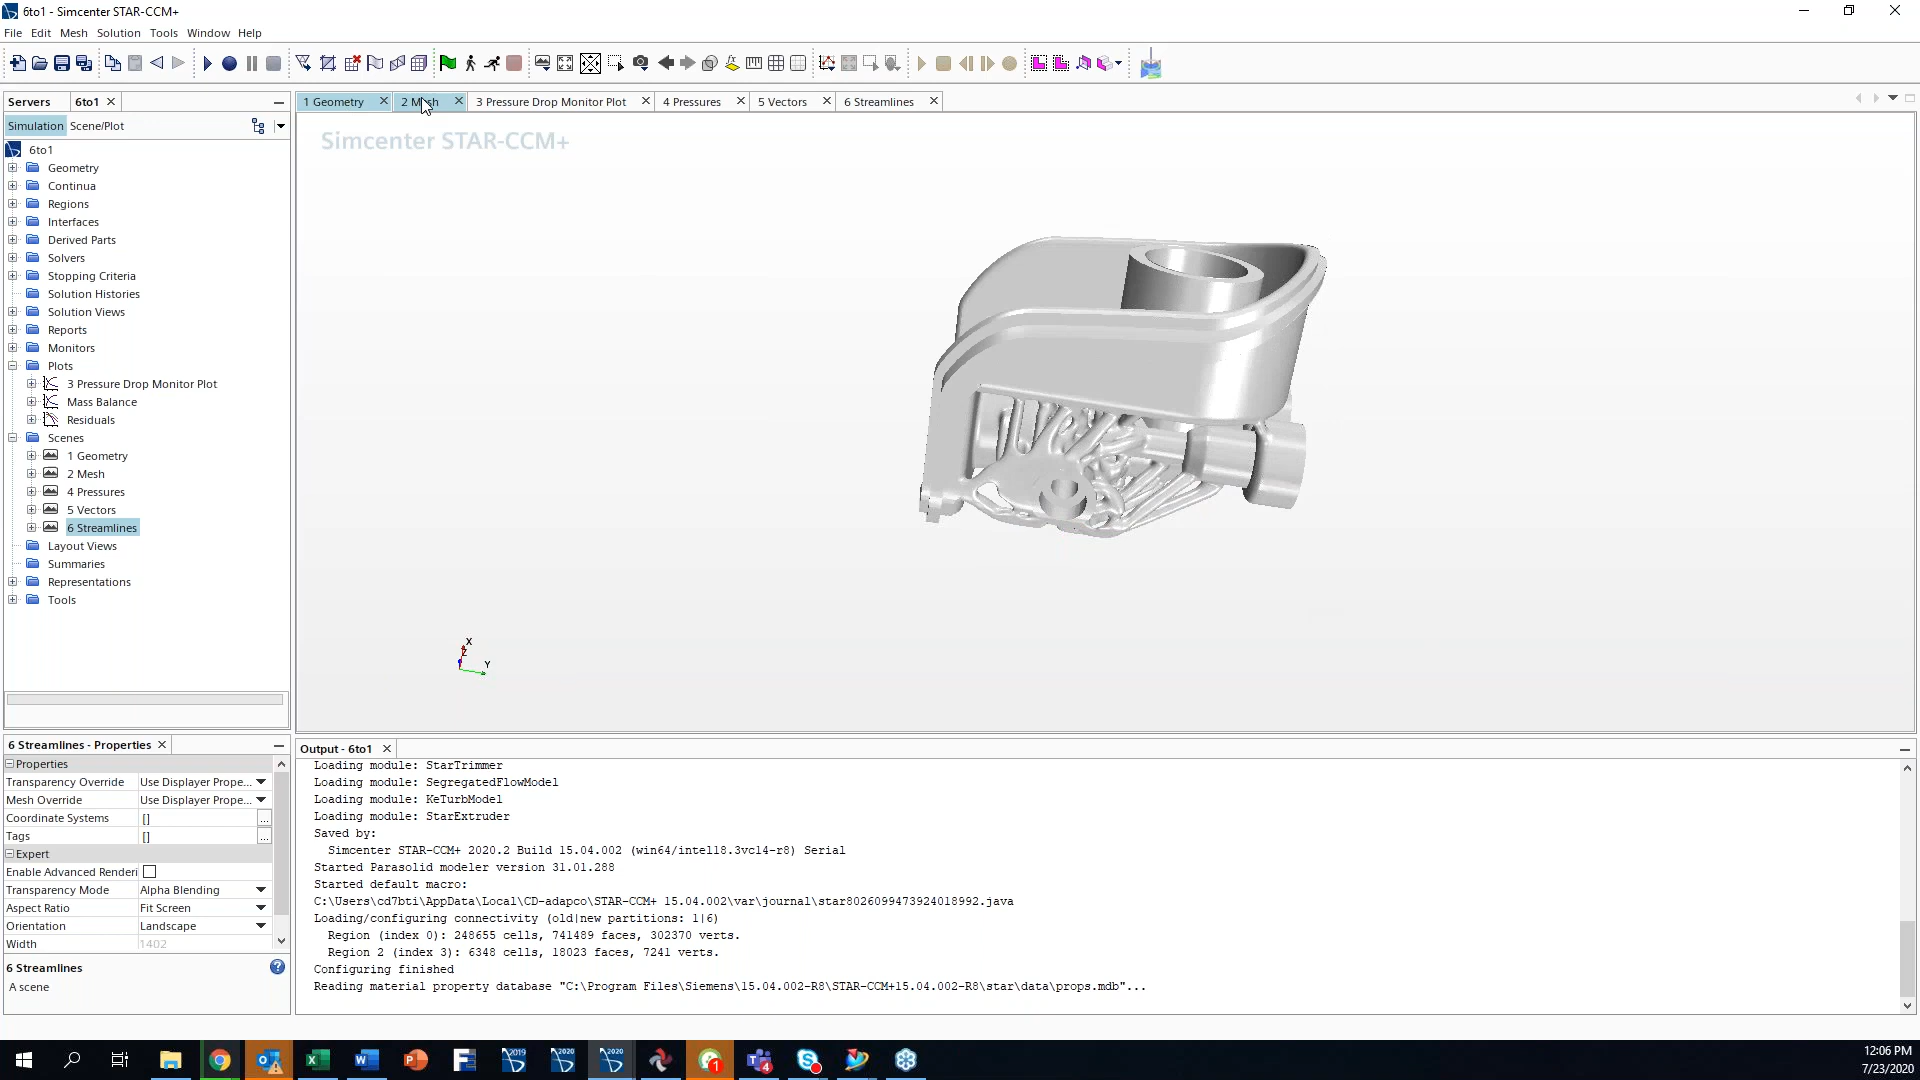 6to1 - Simcenter STAR-CCM+
File Edit Mesh Solution Tools Window Help
Servers 6to1
1 Geometry 2 Mesh 3 Pressure Drop Monitor Plot 4 Pressures 5 Vectors 6 Streamlines
Simulation Scene/Plot
Simcenter STAR-CCM+
6to1
Geometry
Continua
Regions
Interfaces
Derived Parts
Solvers
Stopping Criteria
Solution Histories
Solution Views
Reports
Monitors
Plots
3 Pressure Drop Monitor Plot
Mass Balance
Residuals
Scenes
1 Geometry
2 Mesh
4 Pressures
5 Vectors
6 Streamlines
Layout Views
Summaries
Representations
Tools
X
Z
Y
6 Streamlines - Properties
Properties
Transparency Override Use Displayer Prope...
Mesh Override Use Displayer Prope...
Coordinate Systems []
Tags []
Expert
Enable Advanced Renderi
Transparency Mode Alpha Blending
Aspect Ratio Fit Screen
Orientation Landscape
Width 1402
6 Streamlines
A scene
Output - 6to1
Loading module: StarTrimmer
Loading module: SegregatedFlowModel
Loading module: KeTurbModel
Loading module: StarExtruder
Saved by:
Simcenter STAR-CCM+ 2020.2 Build 15.04.002 (win64/intel18.3vc14-r8) Serial
Started Parasolid modeler version 31.01.288
Started default macro:
C:\Users\cd7bti\AppData\Local\CD-adapco\STAR-CCM+ 15.04.002\var\journal\star8026099473924018992.java
Loading/configuring connectivity (old|new partitions: 1|6)
Region (index 0): 248655 cells, 741489 faces, 302370 verts.
Region 2 (index 3): 6348 cells, 18023 faces, 7241 verts.
Configuring finished
Reading material property database "C:\Program Files\Siemens\15.04.002-R8\STAR-CCM+15.04.002-R8\star\data\props.mdb"...
2019 2020 2020 1 4
12:06 PM
7/23/2020